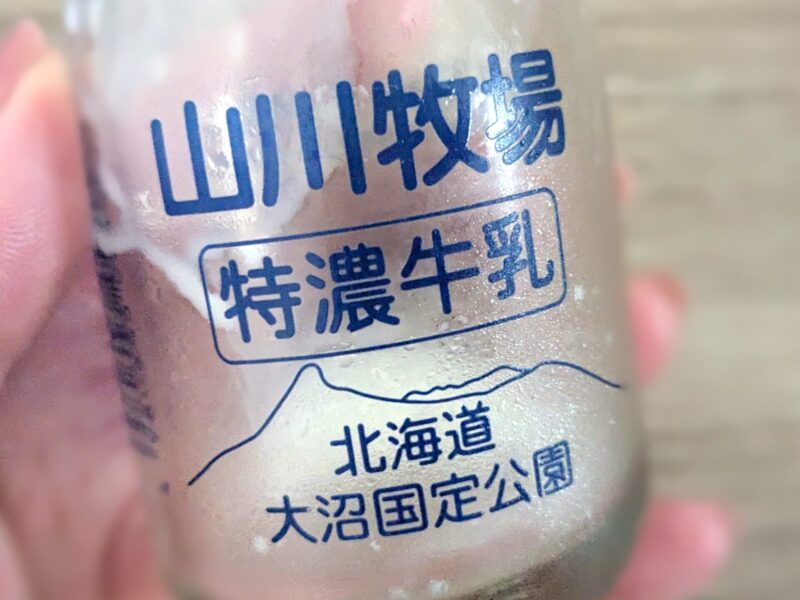 山川牧場
特濃牛乳
北海道
大沼国定公園